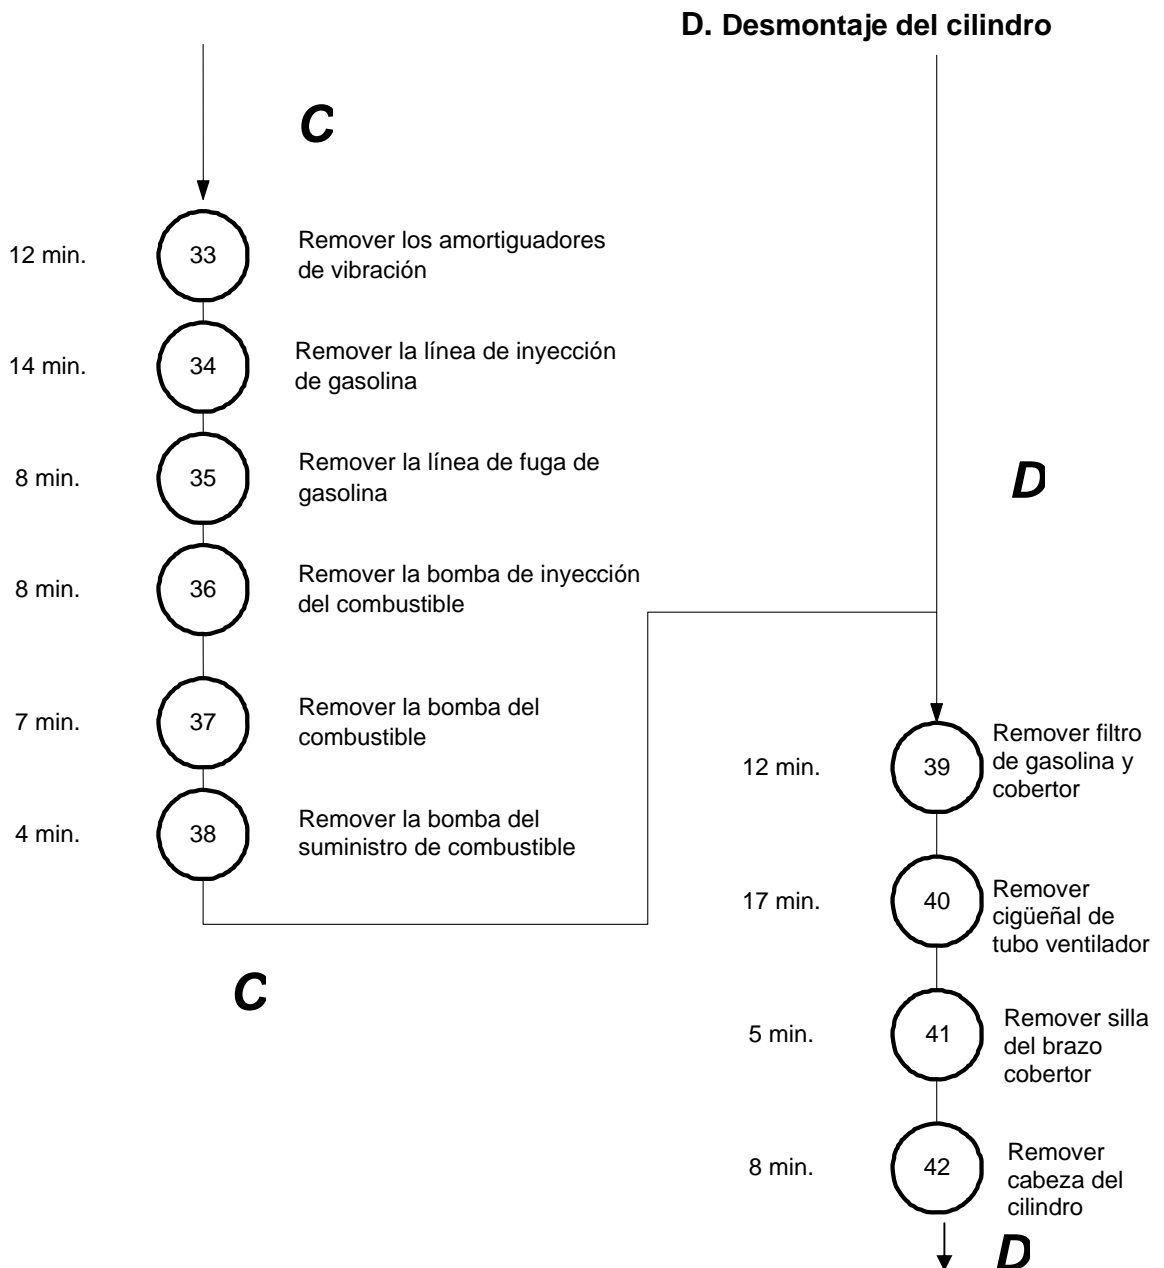 D. Desmontaje del cilindro
C
12 min.
33
Remover los amortiguadores
de vibración
14 min.
34
Remover la línea de inyección
de gasolina
8 min.
35
Remover la línea de fuga de
gasolina
8 min.
36
Remover la bomba de inyección
del combustible
7 min.
37
Remover la bomba del
combustible
4 min.
38
Remover la bomba del
suministro de combustible
C
D
12 min.
39
Remover filtro
de gasolina y
cobertor
17 min.
40
Remover
cigüeñal de
tubo ventilador
5 min.
41
Remover silla
del brazo
cobertor
8 min.
42
Remover
cabeza del
cilindro
D